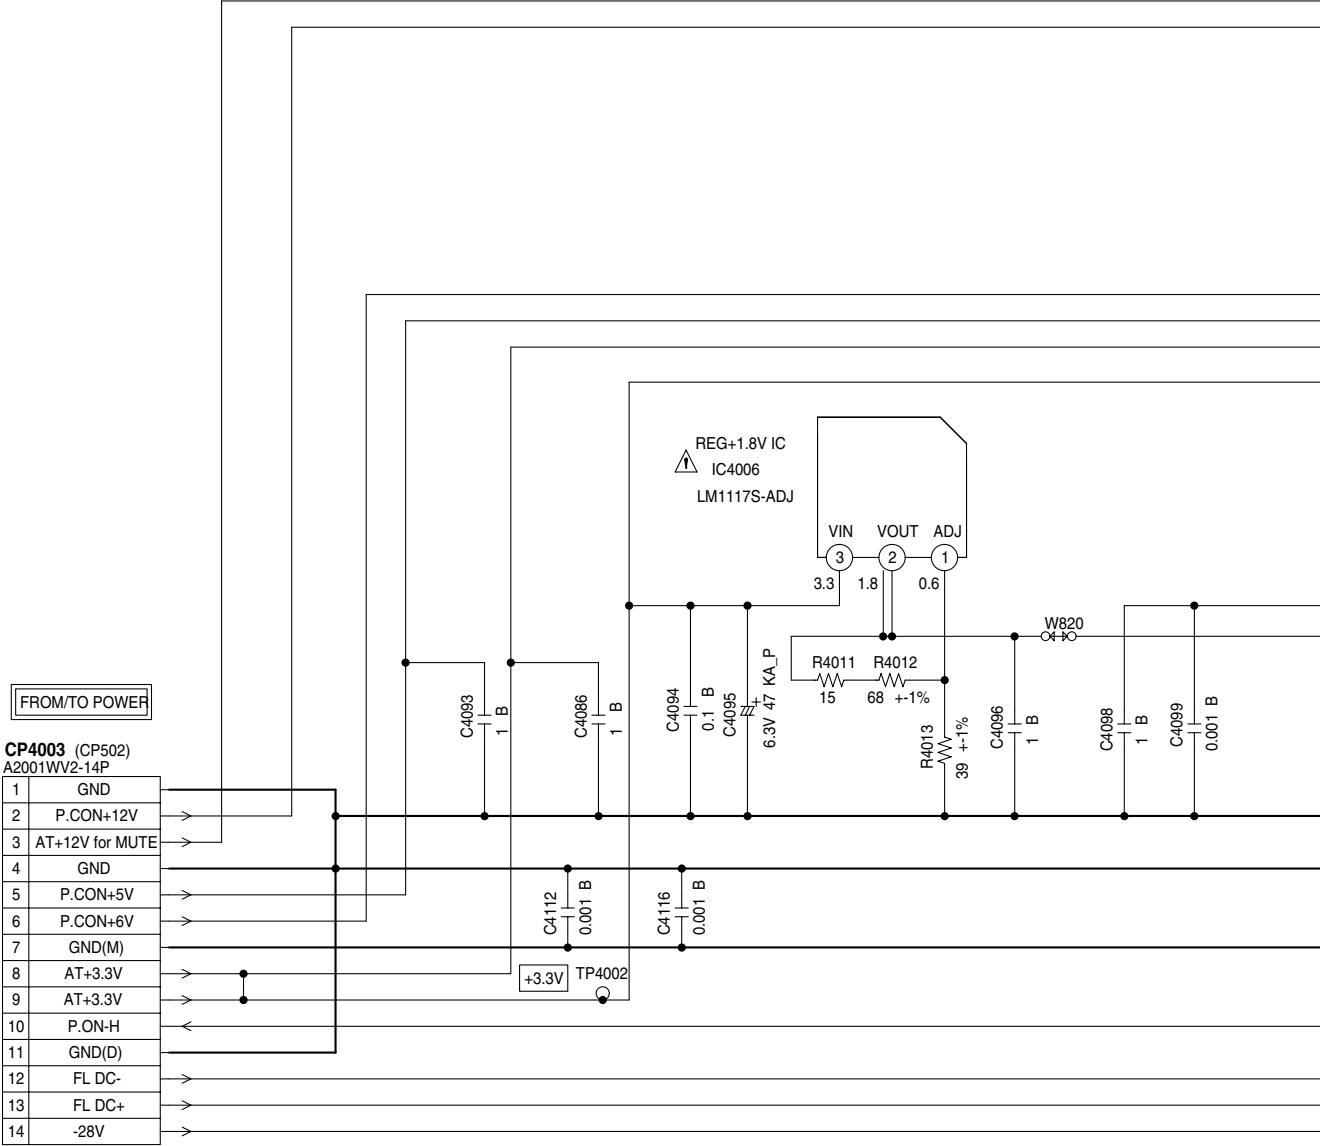 REG+1.8V IC
IC4006
LM1117S-ADJ
VIN VOUT ADJ
3 2 1
3.3 1.8 0.6
W820
R4011 R4012
15 68 +-1%
C4093
1 B
C4086
1 B
C4094
0.1 B
C4095
6.3V 47 KA_P
+
R4013
39 +-1%
C4096
1 B
C4098
1 B
C4099
0.001 B
FROM/TO POWER
CP4003 (CP502)
A2001WV2-14P
1 GND
2 P.CON+12V
3 AT+12V for MUTE
4 GND
5 P.CON+5V
6 P.CON+6V
7 GND(M)
8 AT+3.3V
9 AT+3.3V
10 P.ON-H
11 GND(D)
12 FL DC-
13 FL DC+
14 -28V
C4112
0.001 B
C4116
0.001 B
+3.3V TP4002